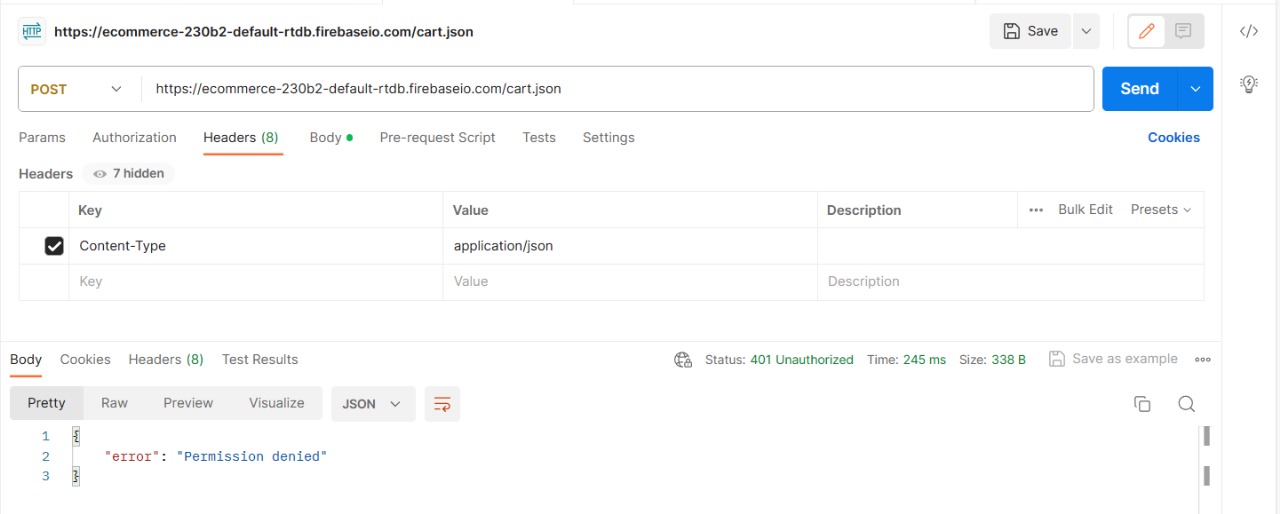 HTTP https://ecommerce-230b2-default-rtdb.firebaseio.com/cart.json Save </>
POST https://ecommerce-230b2-default-rtdb.firebaseio.com/cart.json Send
Params Authorization Headers (8) Body Pre-request Script Tests Settings Cookies
Headers 7 hidden
Key Value Description ••• Bulk Edit Presets
Content-Type application/json
Key Value Description
Body Cookies Headers (8) Test Results Status: 401 Unauthorized Time: 245 ms Size: 338 B Save as example
Pretty Raw Preview Visualize JSON
1 {
2 "error": "Permission denied"
3 }